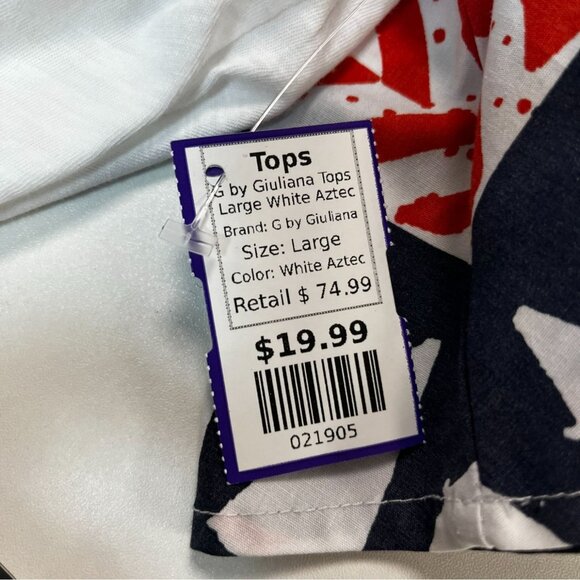 Tops
G by Giuliana Tops
Large White Aztec
Brand: G by Giuliana
Size: Large
Color: White Aztec
Retail $ 74.99
$19.99
021905